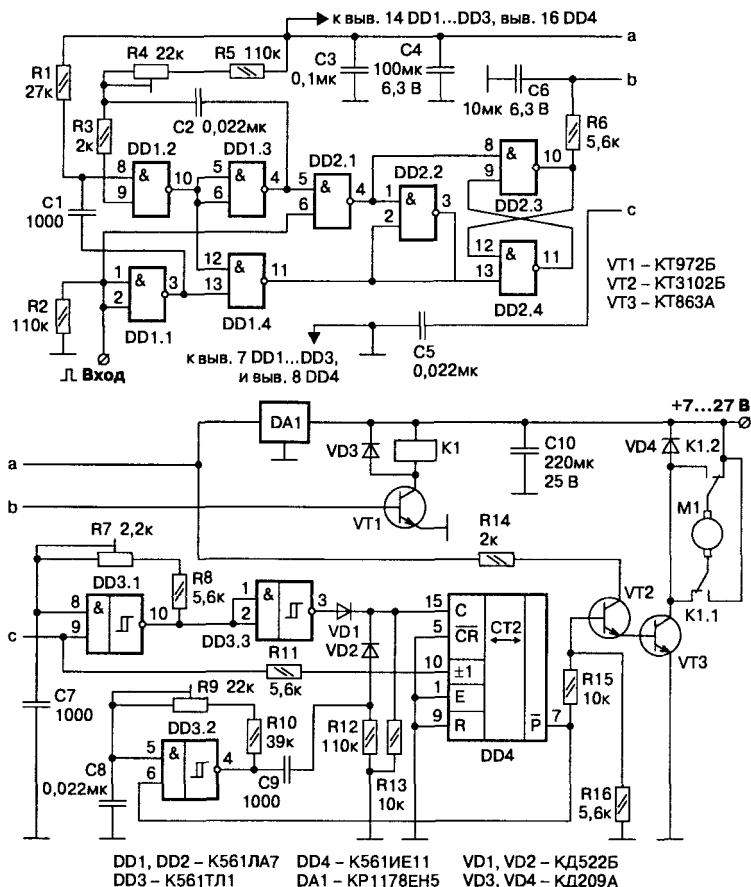 к выв. 14 DD1...DD3, выв. 16 DD4
R1
27к
R4 22к
R5 110к
C3
0,1мк
C4
100мк
6,3 В
a
C6
10мк 6,3 В
b
R3
2к
C2 0,022мк
R6
5,6к
DD1.2
8
9
&
10
DD1.3
5
6
&
4
DD2.1
5
6
&
4
DD2.2
1
2
&
3
8
9
&
10
DD2.3
C1
1000
12
13
&
11
DD1.4
12
13
&
11
DD2.4
c
R2
110к
1
2
&
3
DD1.1
VT1 – КТ972Б
VT2 – КТ3102Б
VT3 – КТ863А
Вход
к выв. 7 DD1...DD3,
и выв. 8 DD4
C5
0,022мк
+7...27 В
DA1
a
VD3
K1
C10
220мк
25 В
VD4
K1.2
M1
K1.1
b
VT1
R14
2к
R7 2,2к
R8
5,6к
DD3.1
8
9
&
10
1
2
&
3
DD3.3
VD1
VD2
c
R11
5,6к
15
5
10
1
9
C
CR
±1
E
R
CT2
P
7
DD4
VT2
VT3
R15
10к
R16
5,6к
C7
1000
R9 22к
DD3.2
5
6
&
4
R10
39к
C8
0,022мк
C9
1000
R12
110к
R13
10к
DD1, DD2 – К561ЛА7
DD4 – К561ИЕ11
VD1, VD2 – КД522Б
DD3 – К561ТЛ1
DA1 – КР1178ЕН5
VD3, VD4 – КД209А